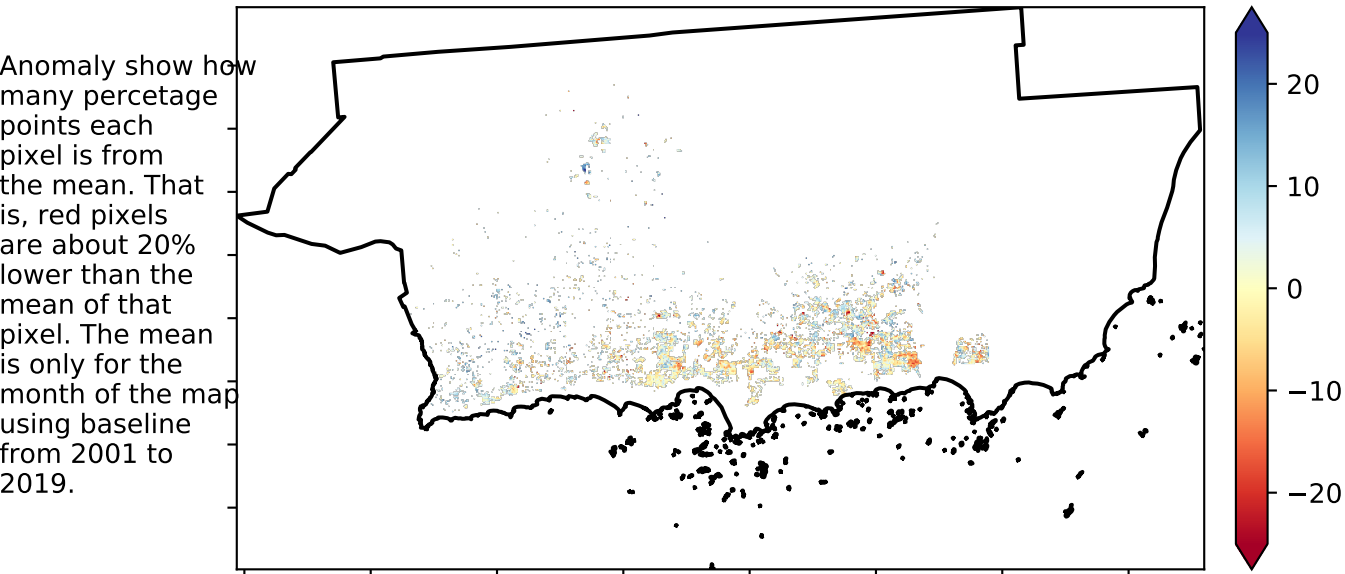 Anomaly show how
many percetage
points each
pixel is from
the mean. That
is, red pixels
are about 20%
lower than the
mean of that
pixel. The mean
is only for the
month of the map
using baseline
from 2001 to
2019.
20
10
0
−10
−20